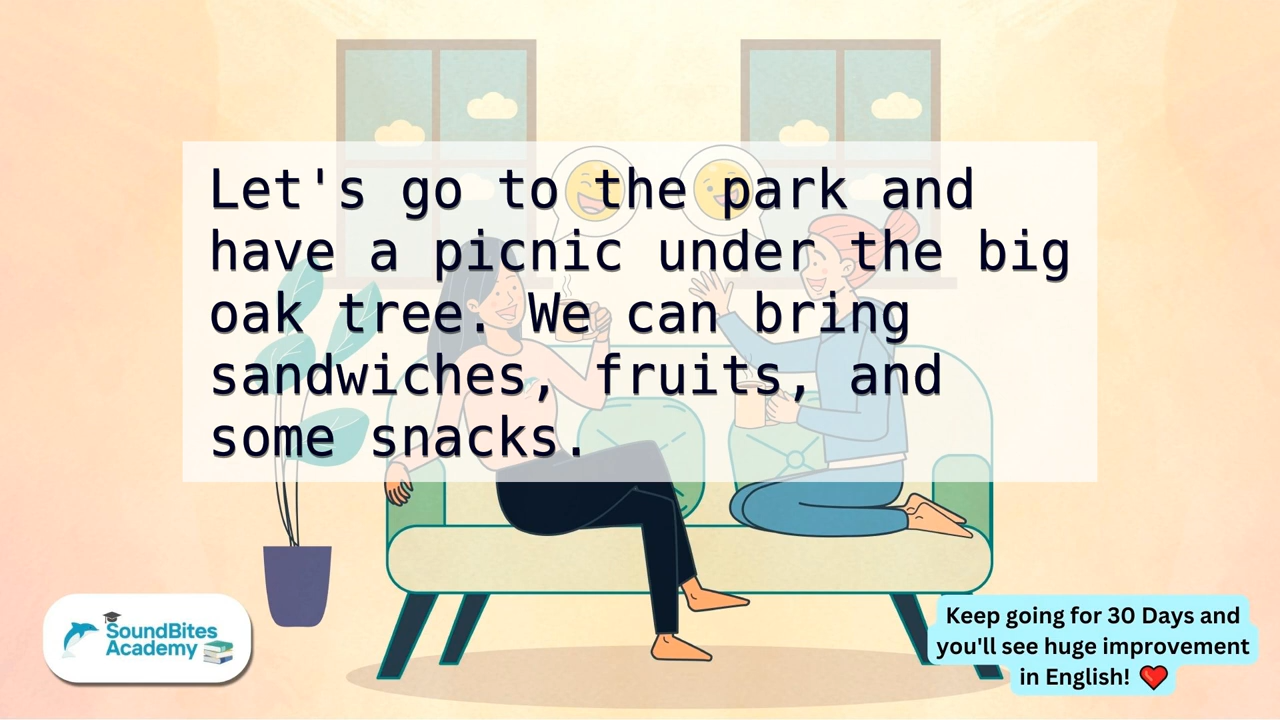 Let's go to the park and
have a picnic under the big
oak tree. We can bring
sandwiches, fruits, and
some snacks.
SoundBites
Academy
Keep going for 30 Days and
you'll see huge improvement
in English! ❤️